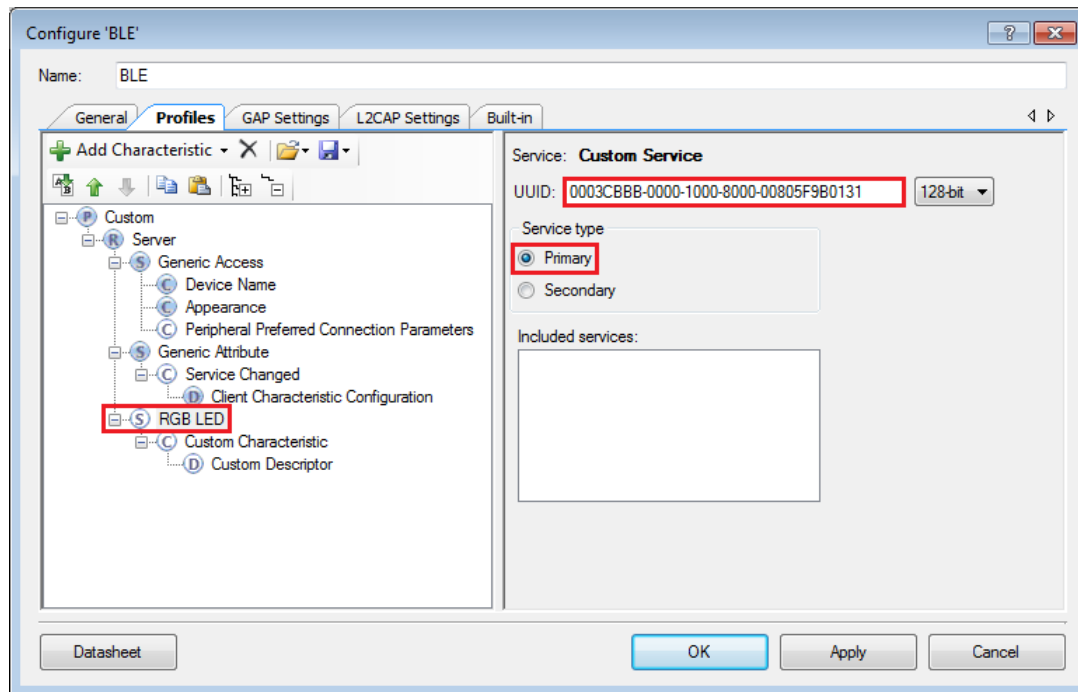 Configure 'BLE'
Name: BLE
General Profiles GAP Settings L2CAP Settings Built-in
Add Characteristic
P Custom
R Server
S Generic Access
C Device Name
C Appearance
C Peripheral Preferred Connection Parameters
S Generic Attribute
C Service Changed
D Client Characteristic Configuration
S RGB LED
C Custom Characteristic
D Custom Descriptor
Service: Custom Service
UUID: 0003CBBB-0000-1000-8000-00805F9B0131 128-bit
Service type
Primary
Secondary
Included services:
Datasheet OK Apply Cancel